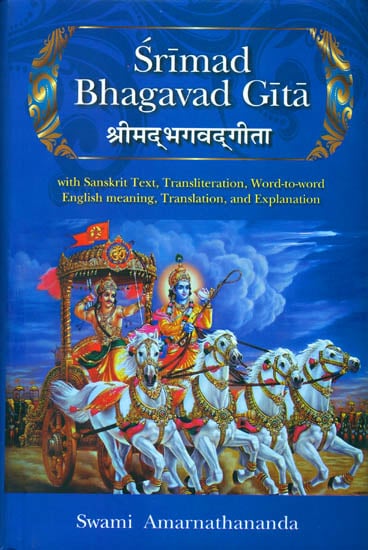 Śrīmad
Bhagavad Gītā
श्रीमद्भगवद्गीता
with Sanskrit Text, Transliteration, Word-to-word
English meaning, Translation, and Explanation
ॐ
Swami Amarnathananda